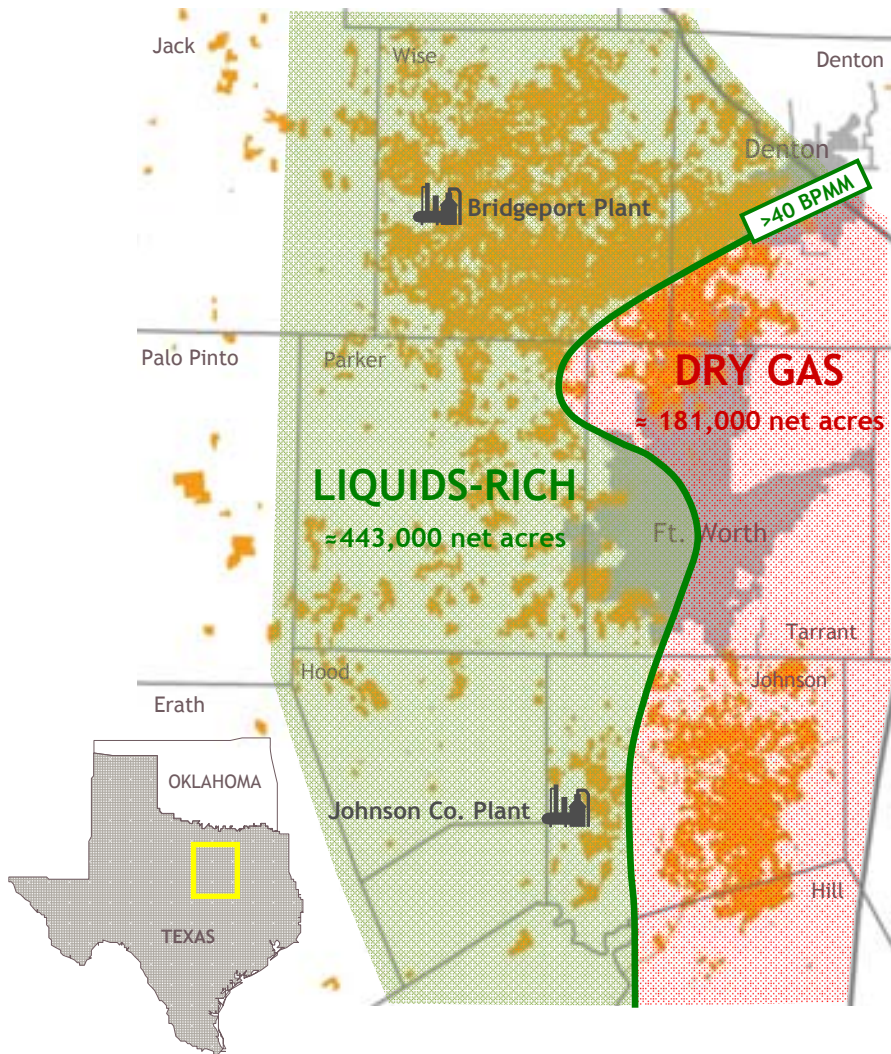 Jack
Wise
Denton
Denton
>40 BPMM
Bridgeport Plant
Palo Pinto
Parker
DRY GAS
≈ 181,000 net acres
LIQUIDS-RICH
≈443,000 net acres
Ft. Worth
Tarrant
Hood
Johnson
Erath
OKLAHOMA
Johnson Co. Plant
Hill
TEXAS